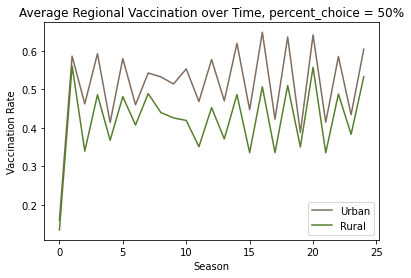 Average Regional Vaccination over Time, percent_choice = 50%
Vaccination Rate
0.6
0.5
0.4
0.3
0.2
0
5
10
15
20
25
Season
Urban
Rural